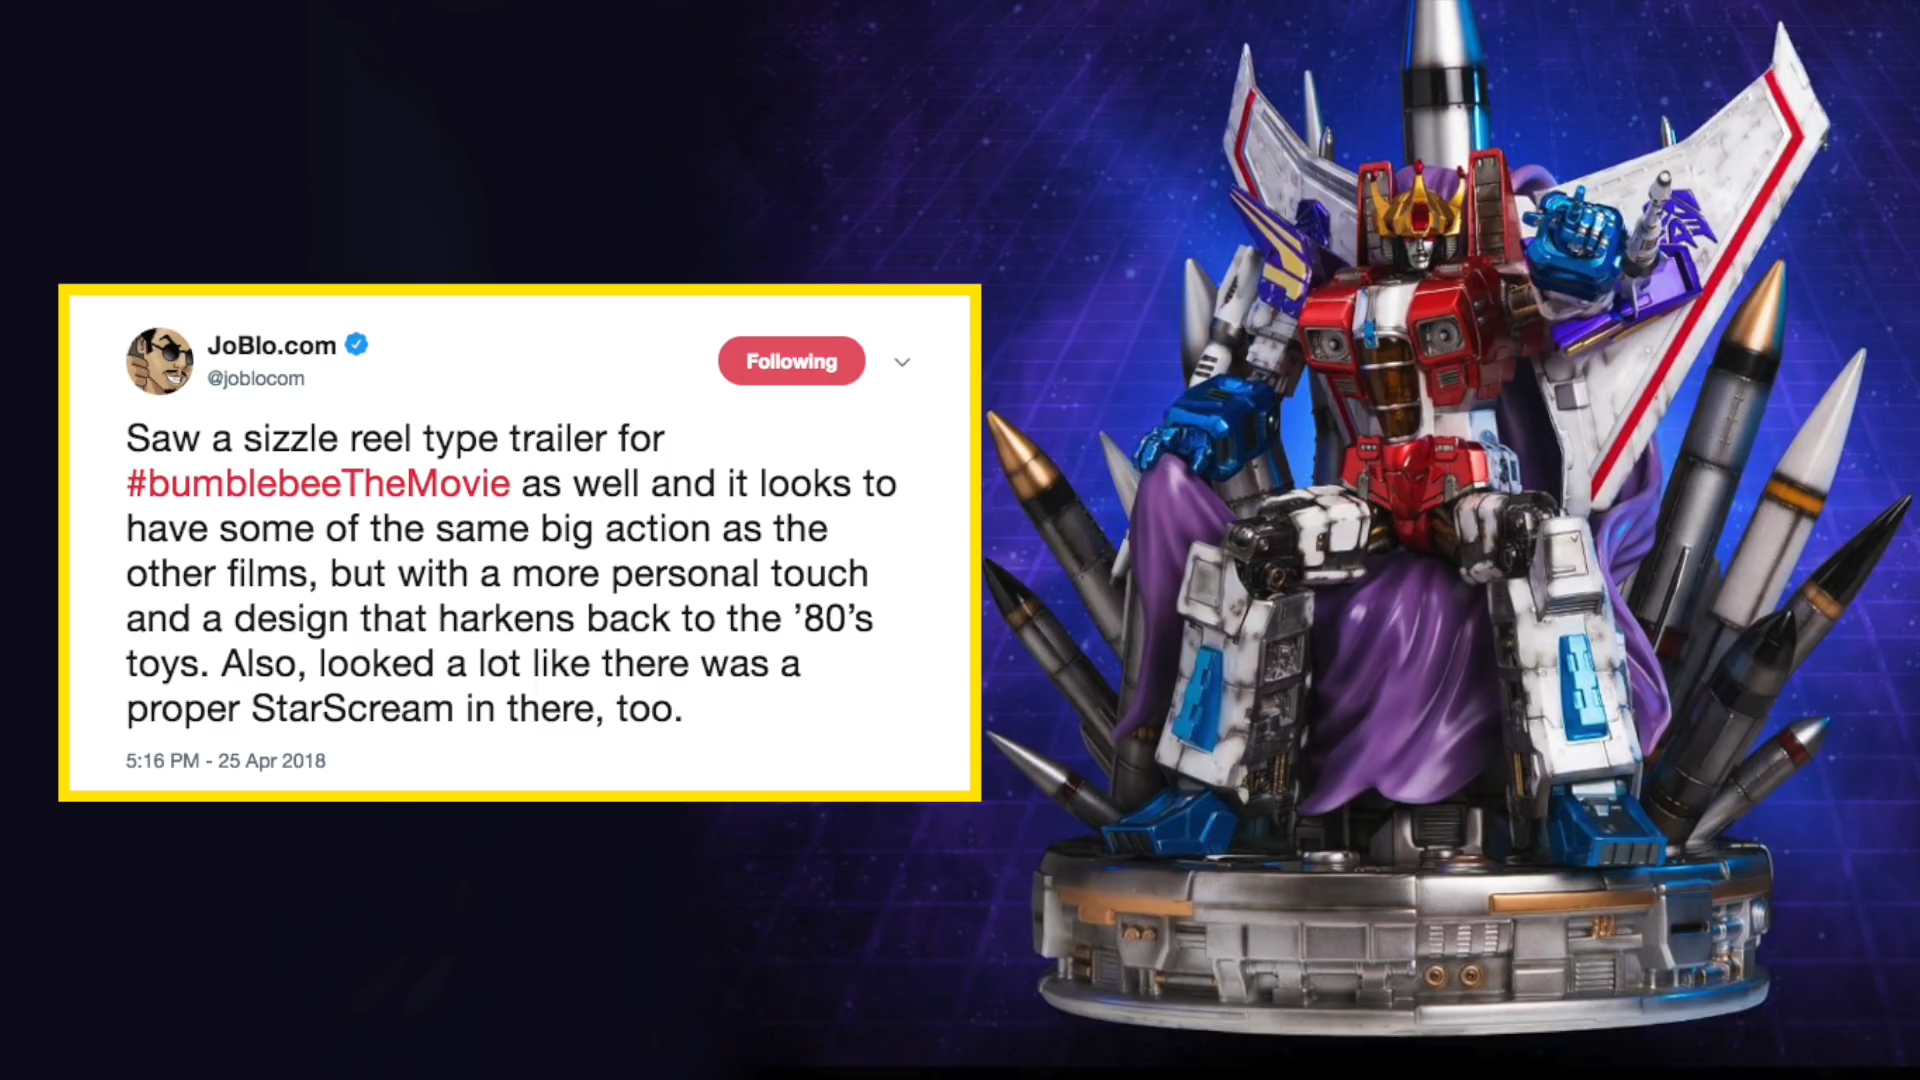 JoBlo.com
@joblocom
Following
Saw a sizzle reel type trailer for
#bumblebeeTheMovie as well and it looks to
have some of the same big action as the
other films, but with a more personal touch
and a design that harkens back to the ’80’s
toys. Also, looked a lot like there was a
proper StarScream in there, too.
5:16 PM - 25 Apr 2018